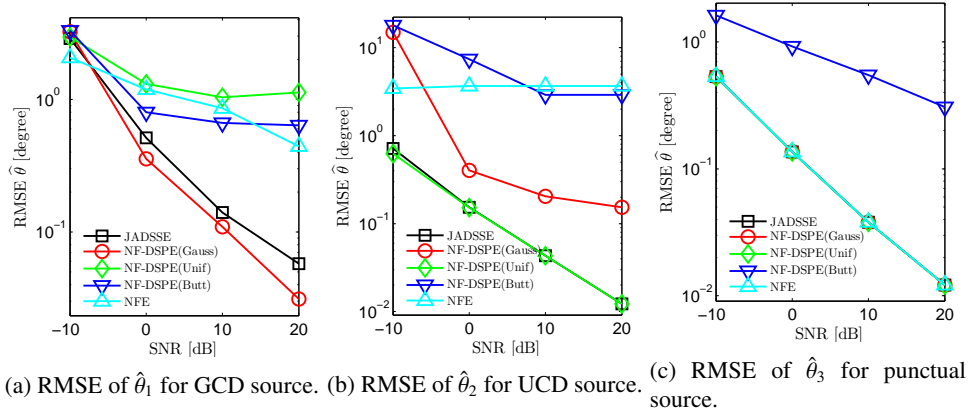 10^0
10^-1
RMSE θ̂ [degree]
JADSSE
NF-DSPE(Gauss)
NF-DSPE(Unif)
NF-DSPE(Butt)
NFE
−10 0 10 20
SNR [dB]
(a) RMSE of θ̂_1 for GCD source.
10^1
10^0
10^-1
10^-2
RMSE θ̂ [degree]
JADSSE
NF-DSPE(Gauss)
NF-DSPE(Unif)
NF-DSPE(Butt)
NFE
−10 0 10 20
SNR [dB]
(b) RMSE of θ̂_2 for UCD source.
10^0
10^-1
10^-2
RMSE θ̂ [degree]
JADSSE
NF-DSPE(Gauss)
NF-DSPE(Unif)
NF-DSPE(Butt)
NFE
−10 0 10 20
SNR [dB]
(c) RMSE of θ̂_3 for punctual
source.